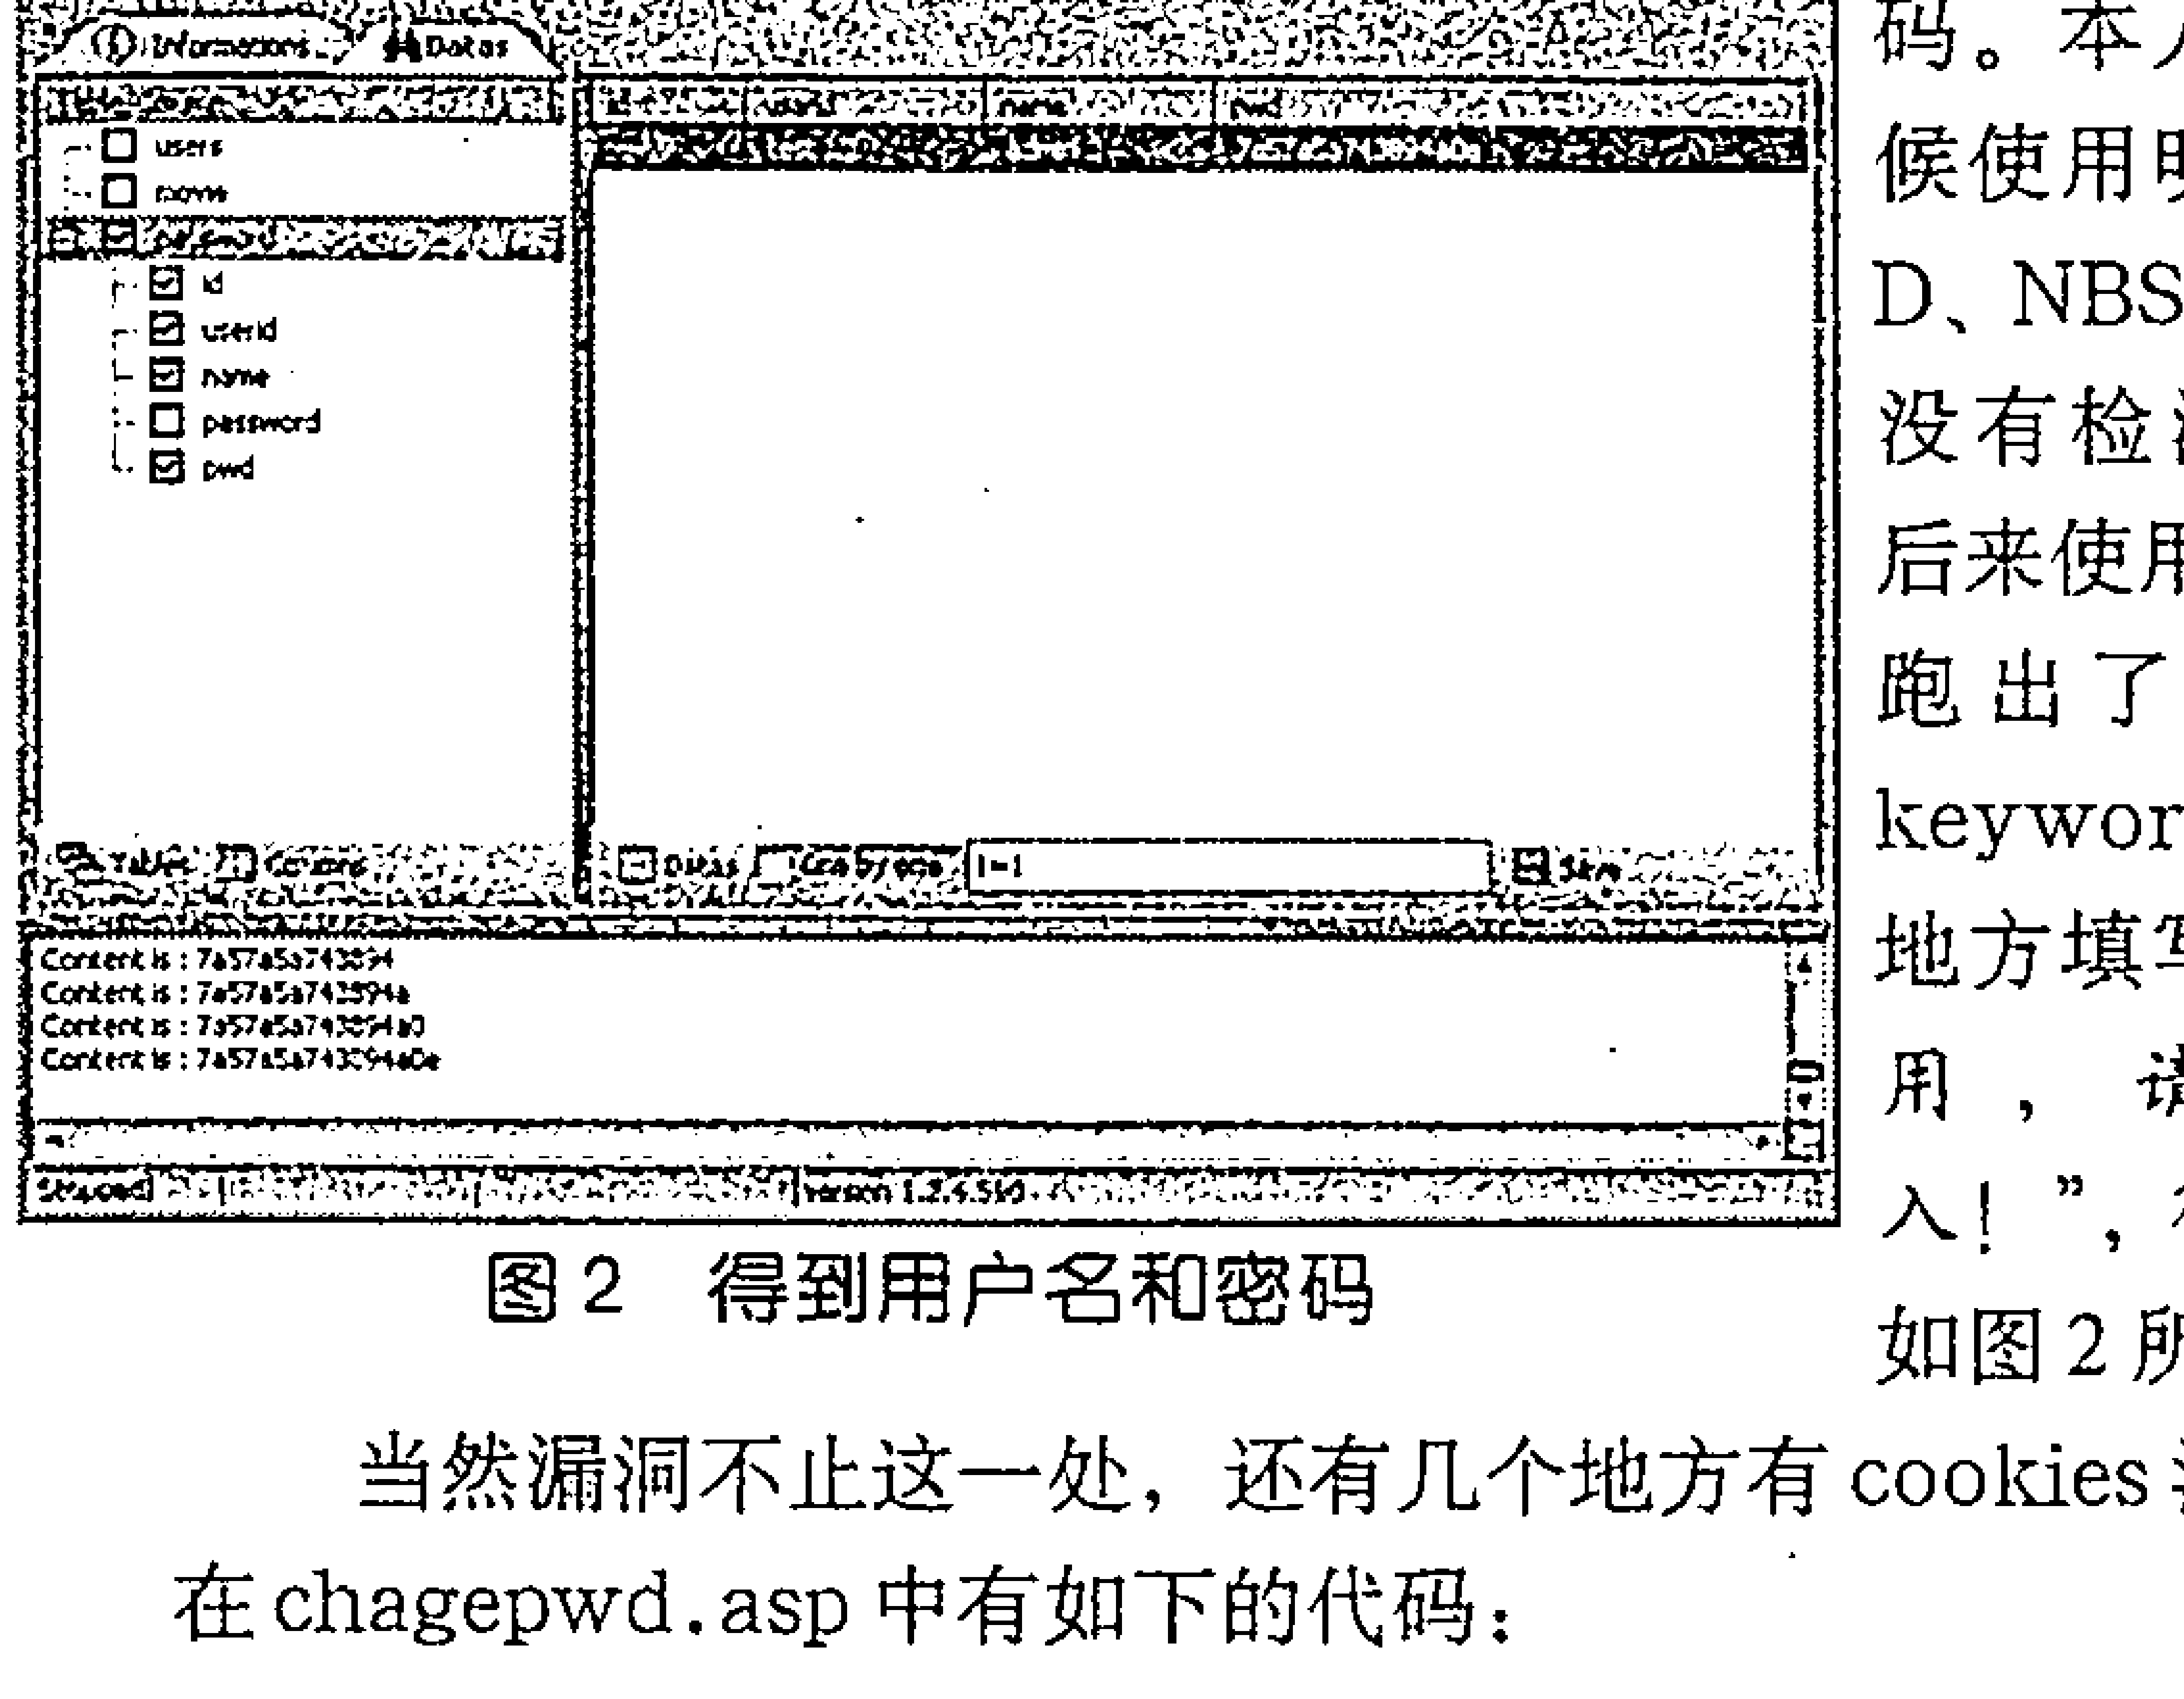 Informations
Datas
name
users
movie
id
userid
name
password
pwd
1=1
Content is : 7a57a5a743894
Content is : 7a57a5a743894a
Content is : 7a57a5a743894a0
Content is : 7a57a5a743894a0e
图 2 得到用户名和密码
码。本
候使用
D、NBS
没有检
后来使用
跑出了
keywor
地方填写
用，请
入！”，
如图 2 所
当然漏洞不止这一处，还有几个地方有 cookies
在 chagepwd.asp 中有如下的代码：